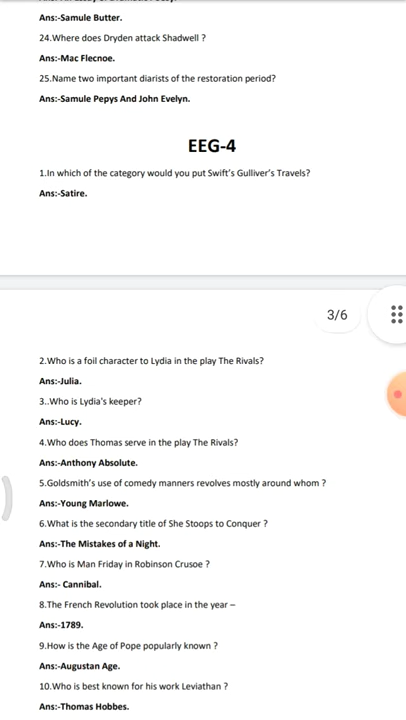 Ans:-Samule Butter.
24.Where does Dryden attack Shadwell ?
Ans:-Mac Flecnoe.
25.Name two important diarists of the restoration period?
Ans:-Samule Pepys And John Evelyn.
EEG-4
1.In which of the category would you put Swift's Gulliver's Travels?
Ans:-Satire.
3/6
2.Who is a foil character to Lydia in the play The Rivals?
Ans:-Julia.
3..Who is Lydia's keeper?
Ans:-Lucy.
4.Who does Thomas serve in the play The Rivals?
Ans:-Anthony Absolute.
5.Goldsmith's use of comedy manners revolves mostly around whom ?
Ans:-Young Marlowe.
6.What is the secondary title of She Stoops to Conquer ?
Ans:-The Mistakes of a Night.
7.Who is Man Friday in Robinson Crusoe ?
Ans:- Cannibal.
8.The French Revolution took place in the year –
Ans:-1789.
9.How is the Age of Pope popularly known ?
Ans:-Augustan Age.
10.Who is best known for his work Leviathan ?
Ans:-Thomas Hobbes.